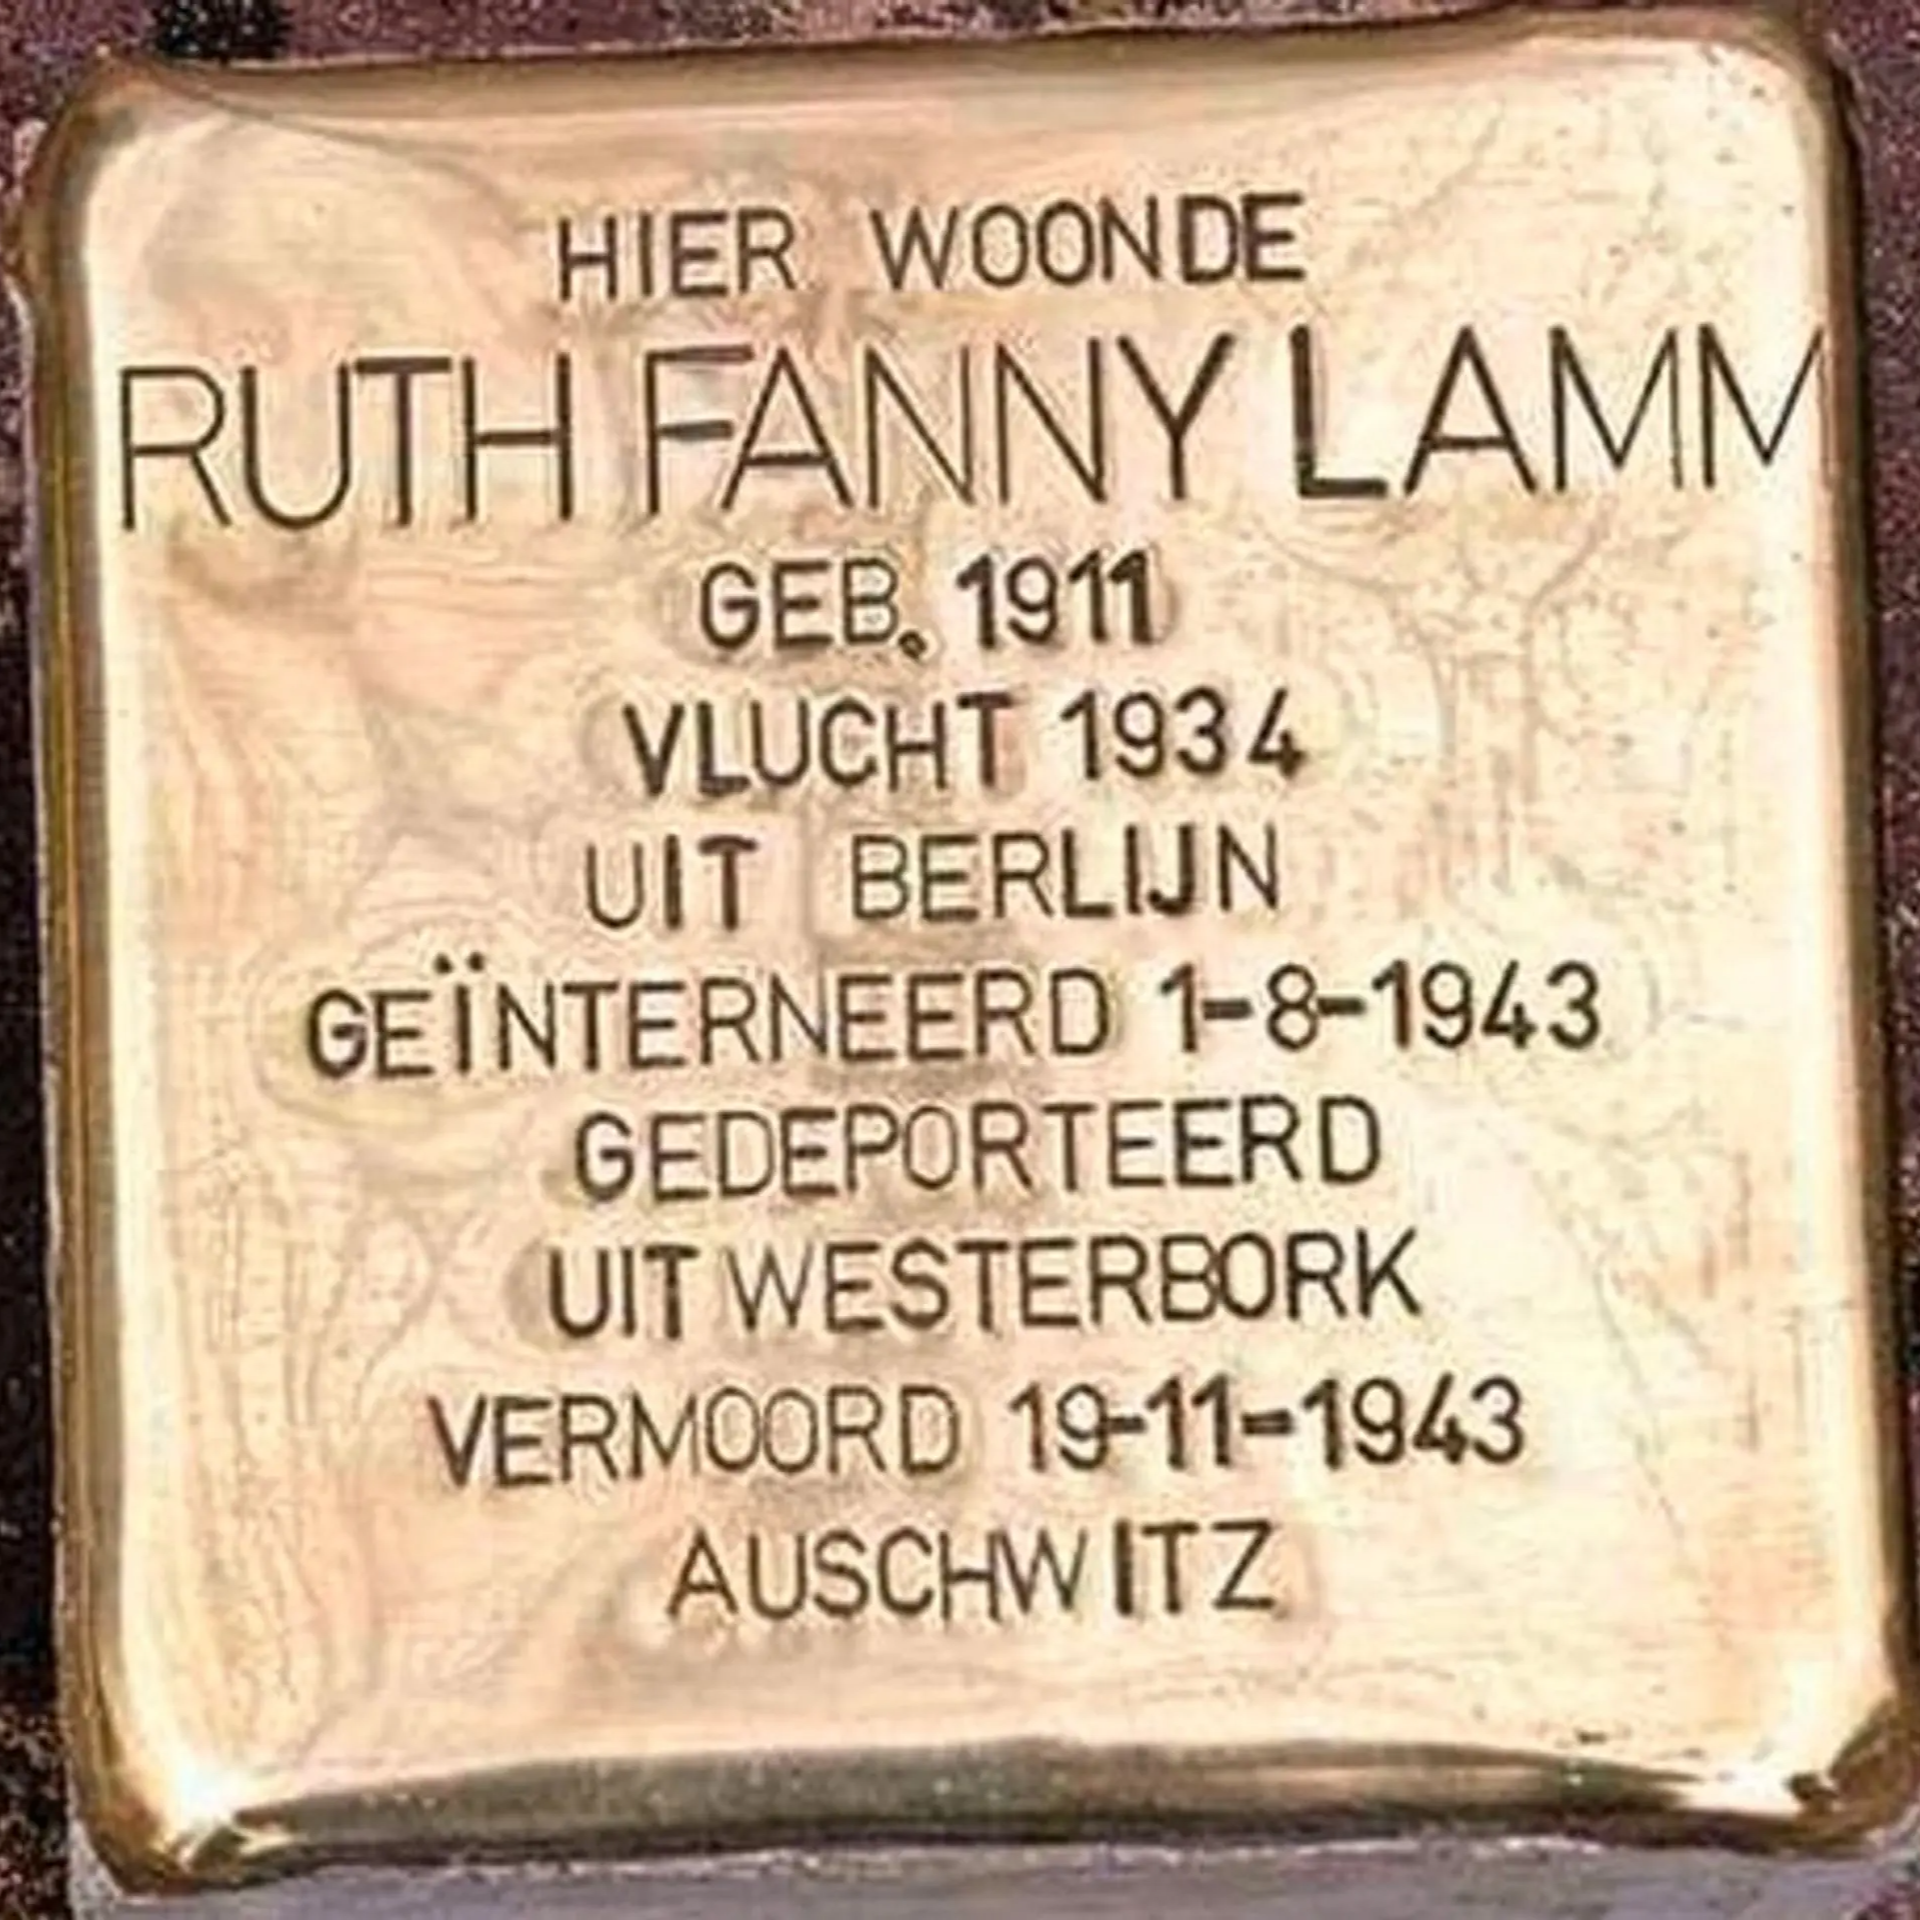 HIER WOONDE
RUTH FANNY LAMM
GEB. 1911
VLUCHT 1934
UIT BERLIJN
GEÏNTERNEERD 1-8-1943
GEDEPORTEERD
UIT WESTERBORK
VERMOORD 19-11-1943
AUSCHWITZ